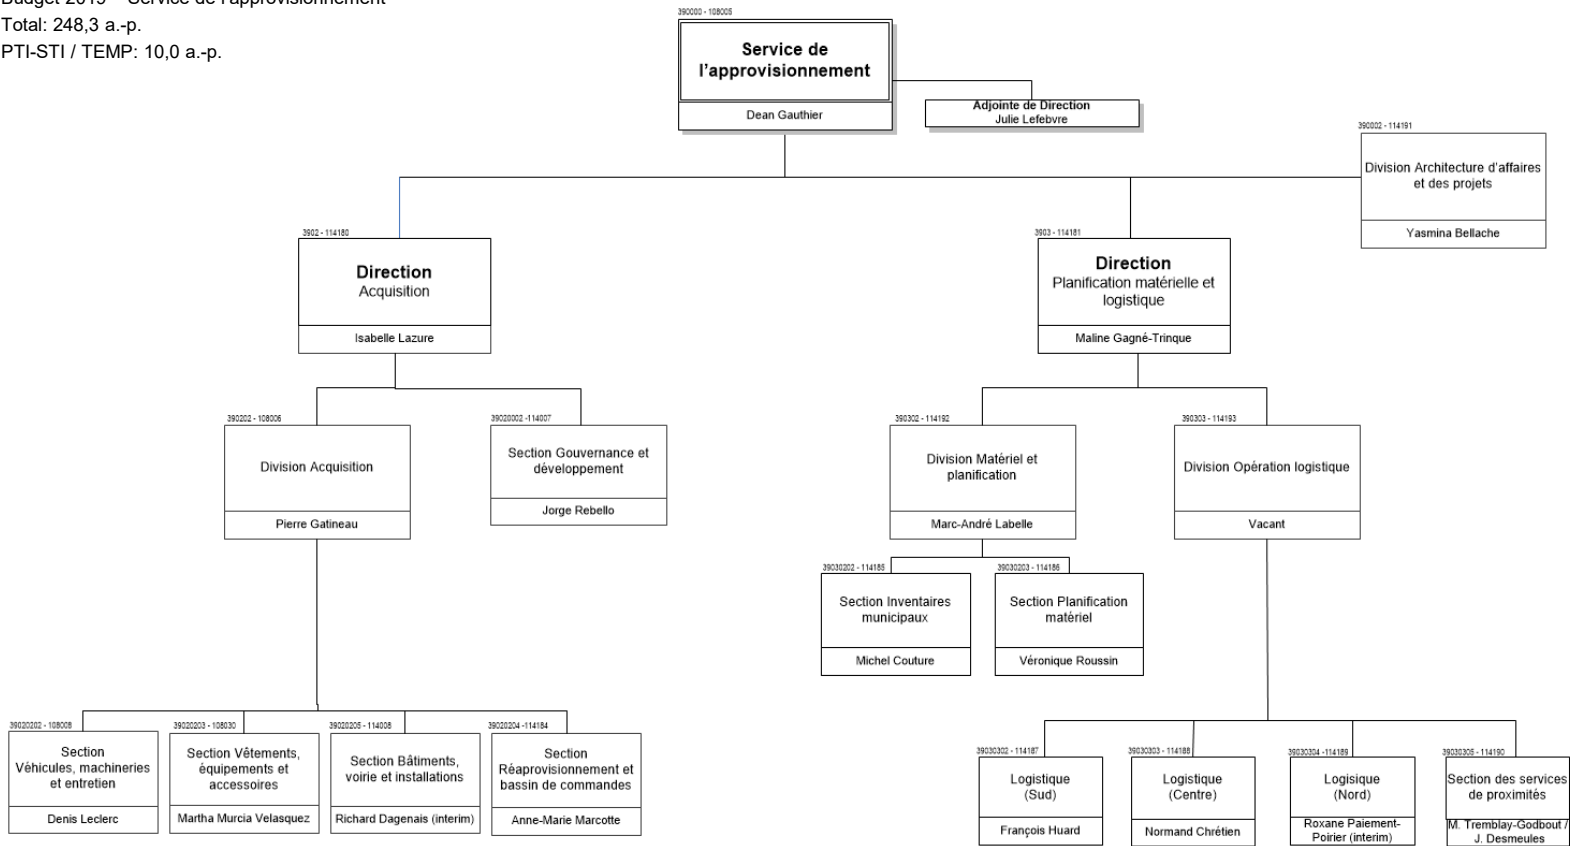 Budget 2019 – Service de l'approvisionnement
Total: 248,3 a.-p.
PTI-STI / TEMP: 10,0 a.-p.
390000 - 108005
Service de
l'approvisionnement
Dean Gauthier
Adjointe de Direction
Julie Lefebvre
390002 - 114191
Division Architecture d'affaires
et des projets
Yasmina Bellache
3902 - 114180
Direction
Acquisition
Isabelle Lazure
3903 - 114181
Direction
Planification matérielle et
logistique
Maline Gagné-Trinque
390202 - 108006
Division Acquisition
Pierre Gatineau
39020002 -114007
Section Gouvernance et
développement
Jorge Rebello
390302 - 114192
Division Matériel et
planification
Marc-André Labelle
390303 - 114193
Division Opération logistique
Vacant
39030202 - 114185
Section Inventaires
municipaux
Michel Couture
39030203 - 114186
Section Planification
matériel
Véronique Roussin
39020202 - 108008
Section
Véhicules, machineries
et entretien
Denis Leclerc
39020203 - 108030
Section Vêtements,
équipements et
accessoires
Martha Murcia Velasquez
39020205 - 114008
Section Bâtiments,
voirie et installations
Richard Dagenais (interim)
39020204 -114184
Section
Réaprovisionnement et
bassin de commandes
Anne-Marie Marcotte
39030302 - 114187
Logistique
(Sud)
François Huard
39030303 - 114188
Logistique
(Centre)
Normand Chrétien
39030304 -114189
Logisique
(Nord)
Roxane Paiement-
Poirier (interim)
39030305 - 114190
Section des services
de proximités
M. Tremblay-Godbout /
J. Desmeules